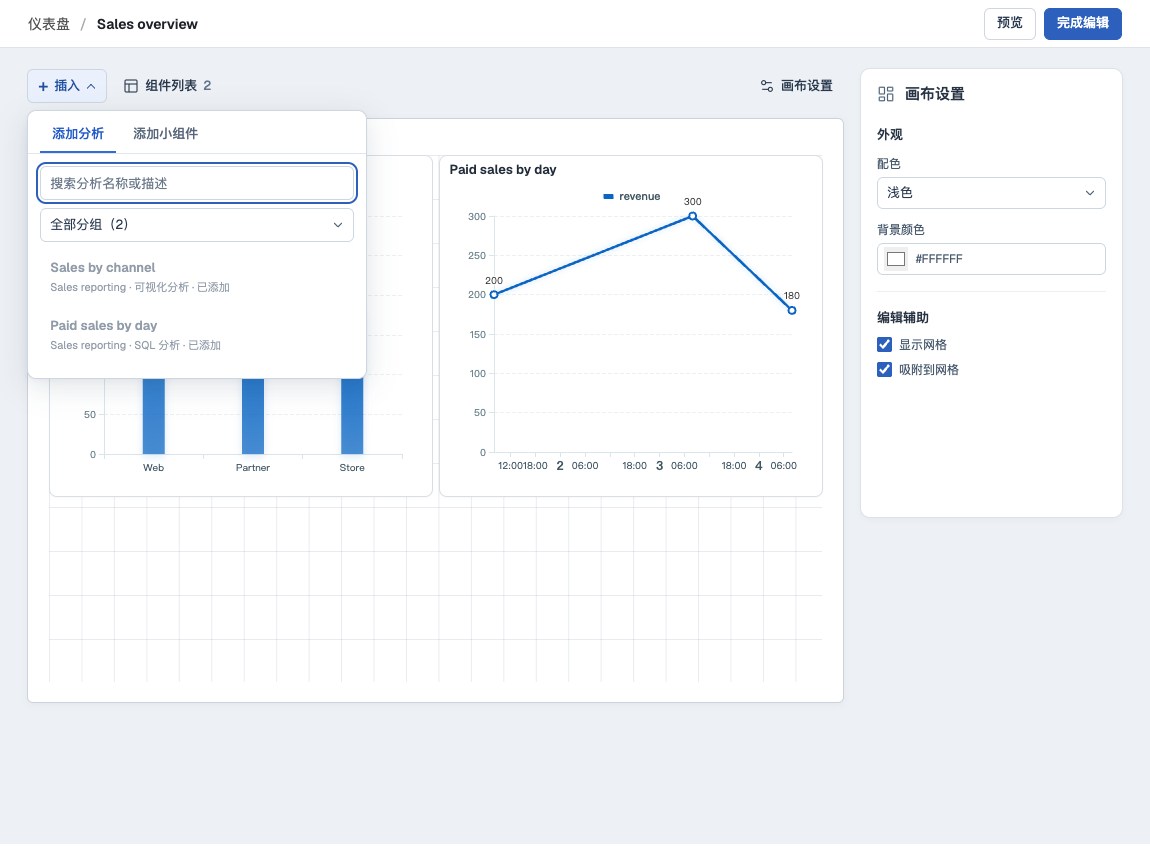 仪表盘 / Sales overview
预览
完成编辑
插入
组件列表 2
画布设置
添加分析
添加小组件
搜索分析名称或描述
全部分组（2）
Sales by channel
Sales reporting · 可视化分析 · 已添加
Paid sales by day
Sales reporting · SQL 分析 · 已添加
50
0
Web
Partner
Store
Paid sales by day
revenue
300
250
200
150
100
50
0
200
300
180
12:00
18:00
2
06:00
18:00
3
06:00
18:00
4
06:00
画布设置
外观
配色
浅色
背景颜色
#FFFFFF
编辑辅助
显示网格
吸附到网格